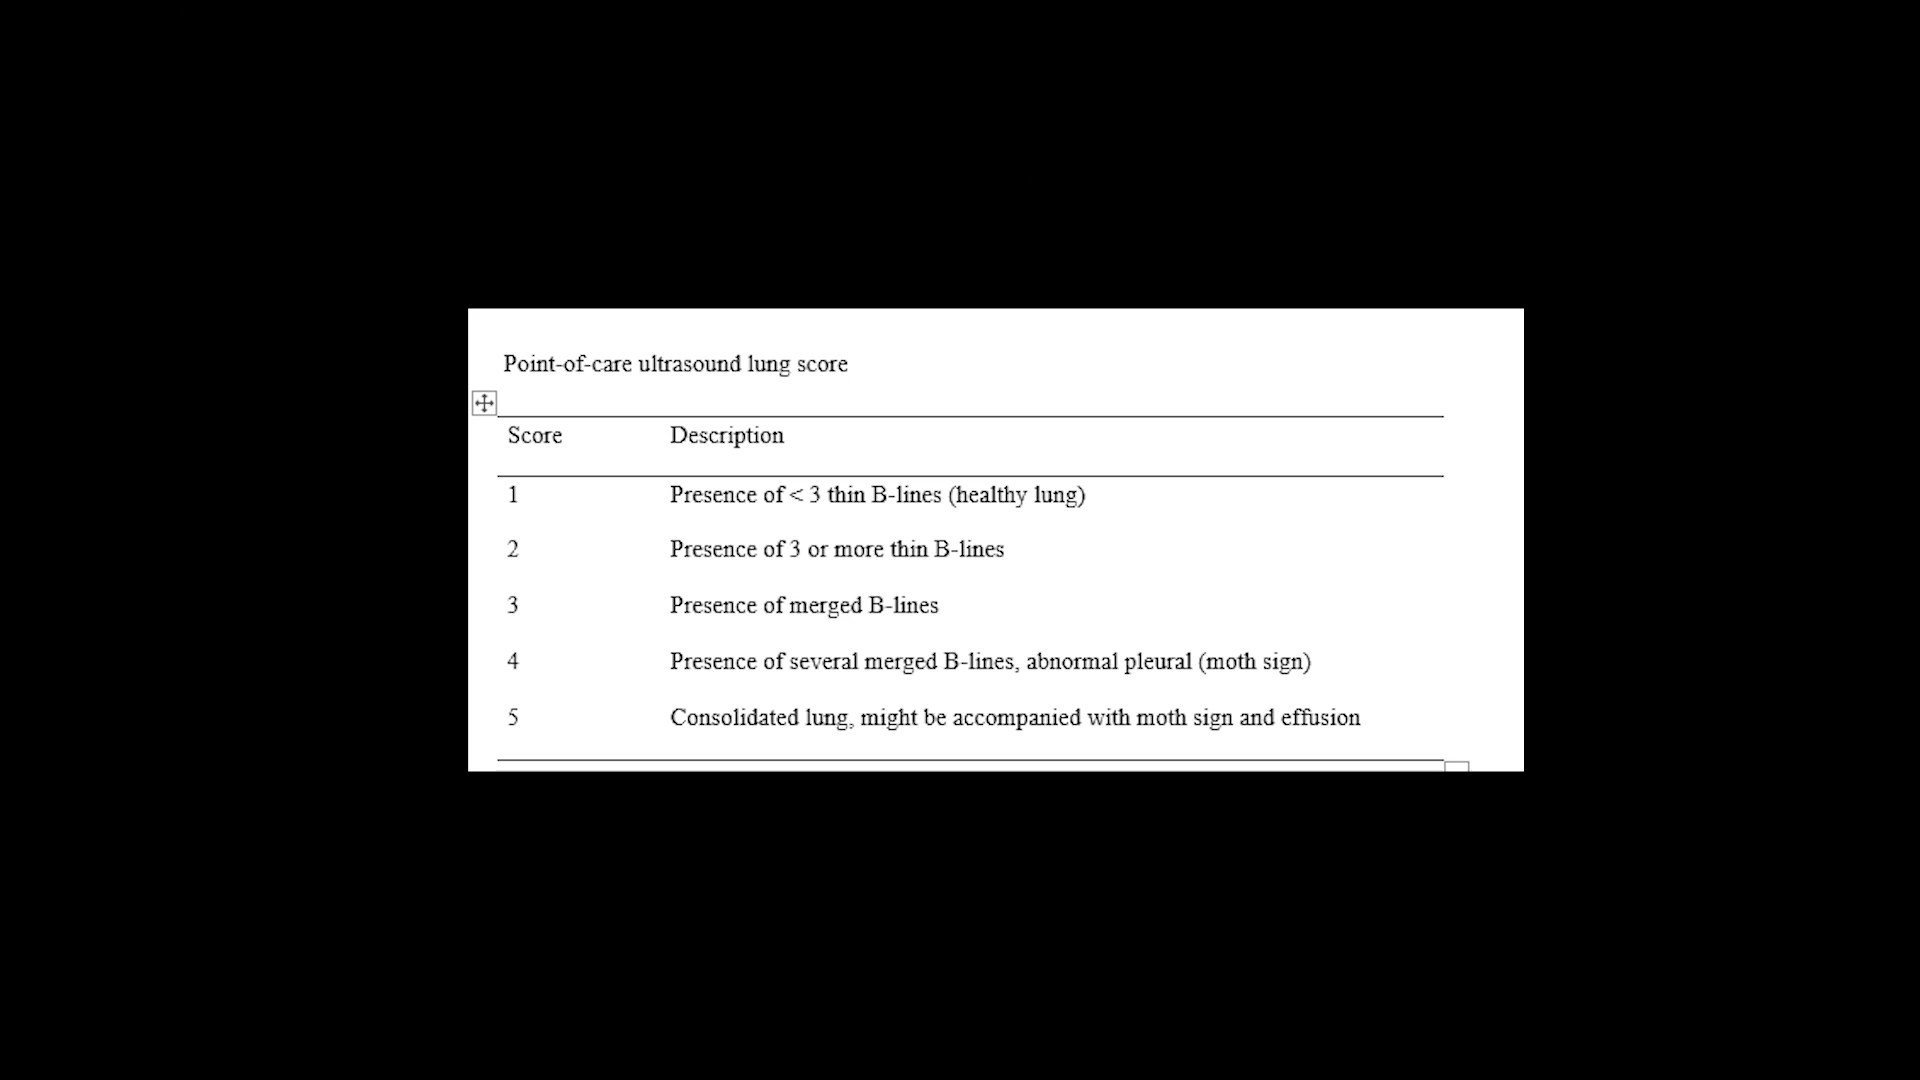 Point-of-care ultrasound lung score
Score Description
1 Presence of < 3 thin B-lines (healthy lung)
2 Presence of 3 or more thin B-lines
3 Presence of merged B-lines
4 Presence of several merged B-lines, abnormal pleural (moth sign)
5 Consolidated lung, might be accompanied with moth sign and effusion